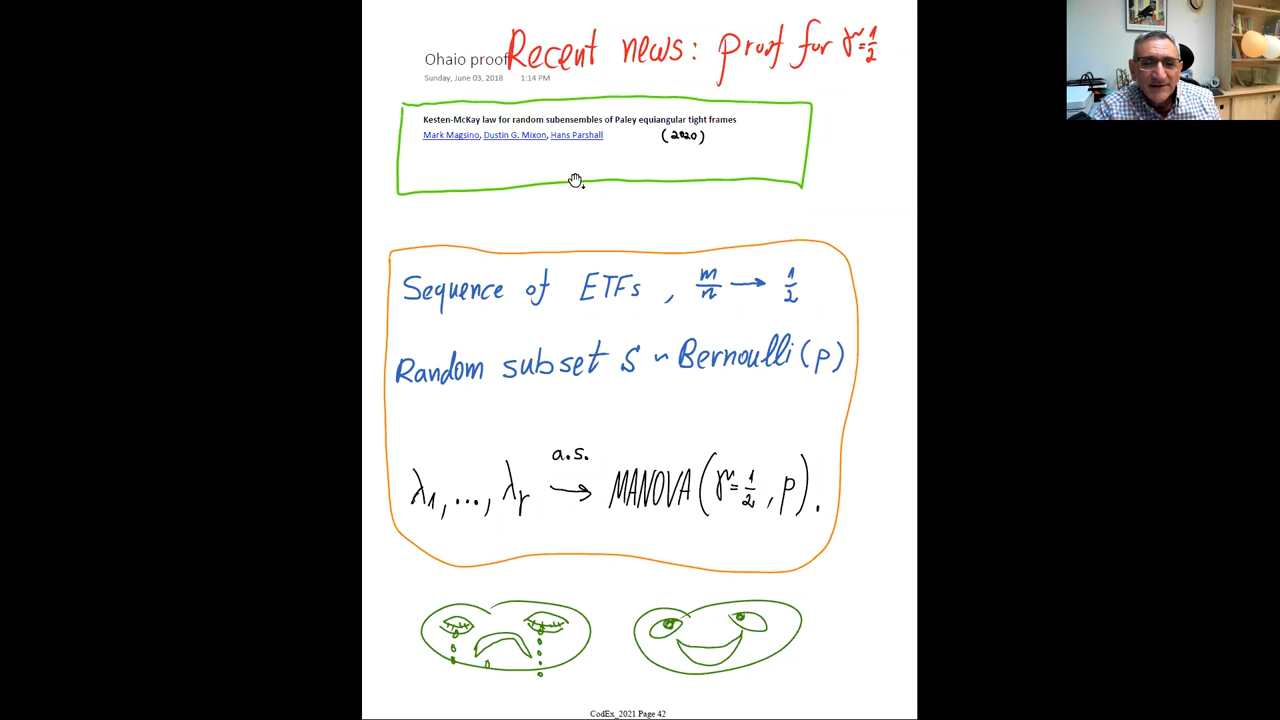 Recent news: proof for γ=1/2
Ohaio proof
Sunday, June 03, 2018 1:14 PM
Kesten-McKay law for random subensembles of Paley equiangular tight frames
Mark Magsino, Dustin G. Mixon, Hans Parshall (2020)
Sequence of ETFs, m/n → 1/2
Random subset S ~ Bernoulli(p)
a.s.
λ1, ..., λr → MANOVA(γ=1/2, p).
CodEx_2021 Page 42